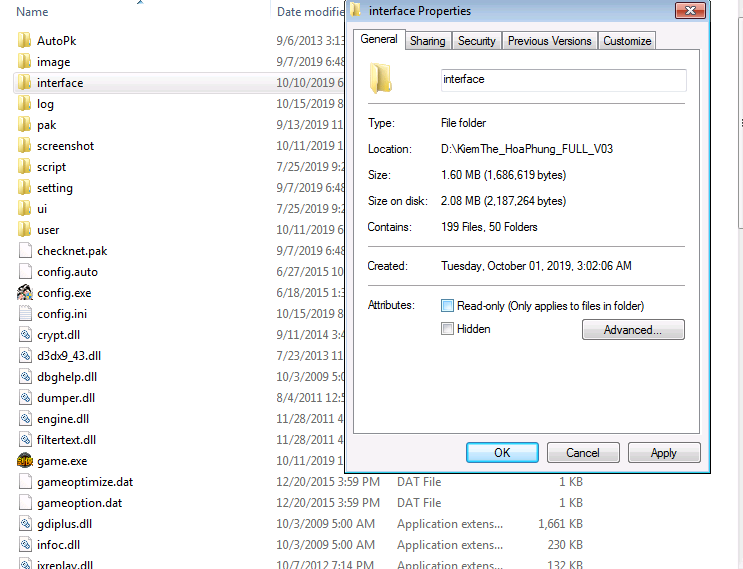 Name
Date modifie
AutoPk
9/6/2013 3:13
image
9/7/2019 6:48
interface
10/10/2019 6
log
10/15/2019 8
pak
9/13/2019 11
screenshot
10/11/2019 1
script
7/25/2019 9:2
setting
9/7/2019 6:48
ui
7/25/2019 9:2
user
10/11/2019 6
checknet.pak
9/7/2019 6:48
config.auto
6/27/2015 10
config.exe
6/18/2015 1:3
config.ini
10/15/2019 8
crypt.dll
9/11/2014 3:4
d3dx9_43.dll
7/23/2013 11
dbghelp.dll
10/3/2009 5:0
dumper.dll
8/4/2011 12:5
engine.dll
11/28/2011 4
filtertext.dll
11/28/2011 4
game.exe
10/11/2019 1
gameoptimize.dat
12/20/2015 3:59 PM
DAT File
1 KB
gameoption.dat
12/20/2015 3:59 PM
DAT File
1 KB
gdiplus.dll
10/3/2009 5:00 AM
Application extens...
1,661 KB
infoc.dll
10/3/2009 5:00 AM
Application extens...
230 KB
ixreplay.dll
10/7/2012 7:14 PM
Application extens...
132 KB
interface Properties
General
Sharing
Security
Previous Versions
Customize
interface
Type:
File folder
Location:
D:\KiemThe_HoaPhung_FULL_V03
Size:
1.60 MB (1,686,619 bytes)
Size on disk:
2.08 MB (2,187,264 bytes)
Contains:
199 Files, 50 Folders
Created:
Tuesday, October 01, 2019, 3:02:06 AM
Attributes:
Read-only (Only applies to files in folder)
Hidden
Advanced...
OK
Cancel
Apply